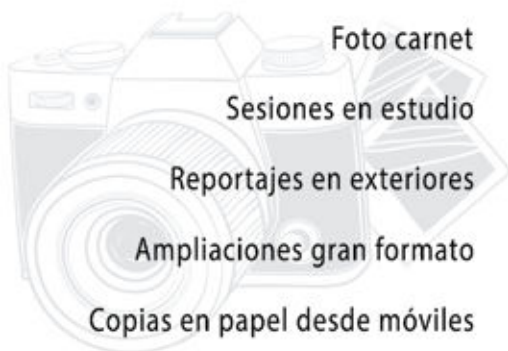 Foto carnet
Sesiones en estudio
Reportajes en exteriores
Ampliaciones gran formato
Copias en papel desde móviles